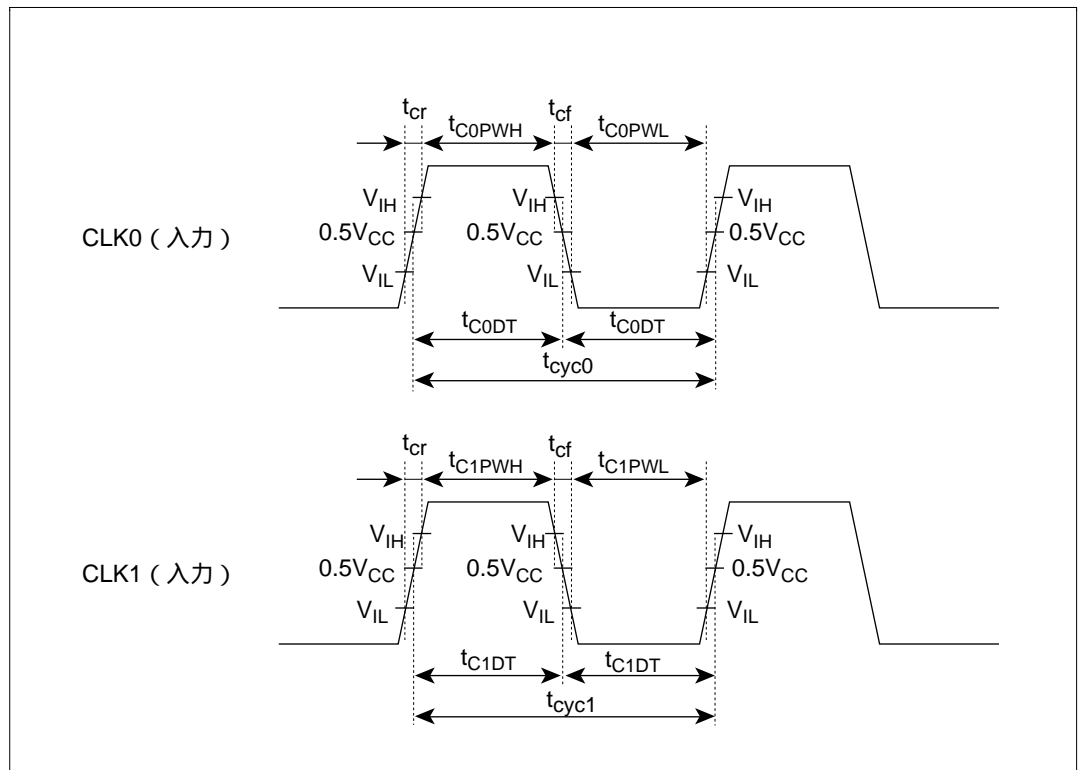 tcr tC0PWH tcf tC0PWL
VIH VIH VIH
CLK0（入力） 0.5VCC 0.5VCC 0.5VCC
VIL VIL VIL
tC0DT tC0DT
tcyc0
tcr tC1PWH tcf tC1PWL
VIH VIH VIH
CLK1（入力） 0.5VCC 0.5VCC 0.5VCC
VIL VIL VIL
tC1DT tC1DT
tcyc1